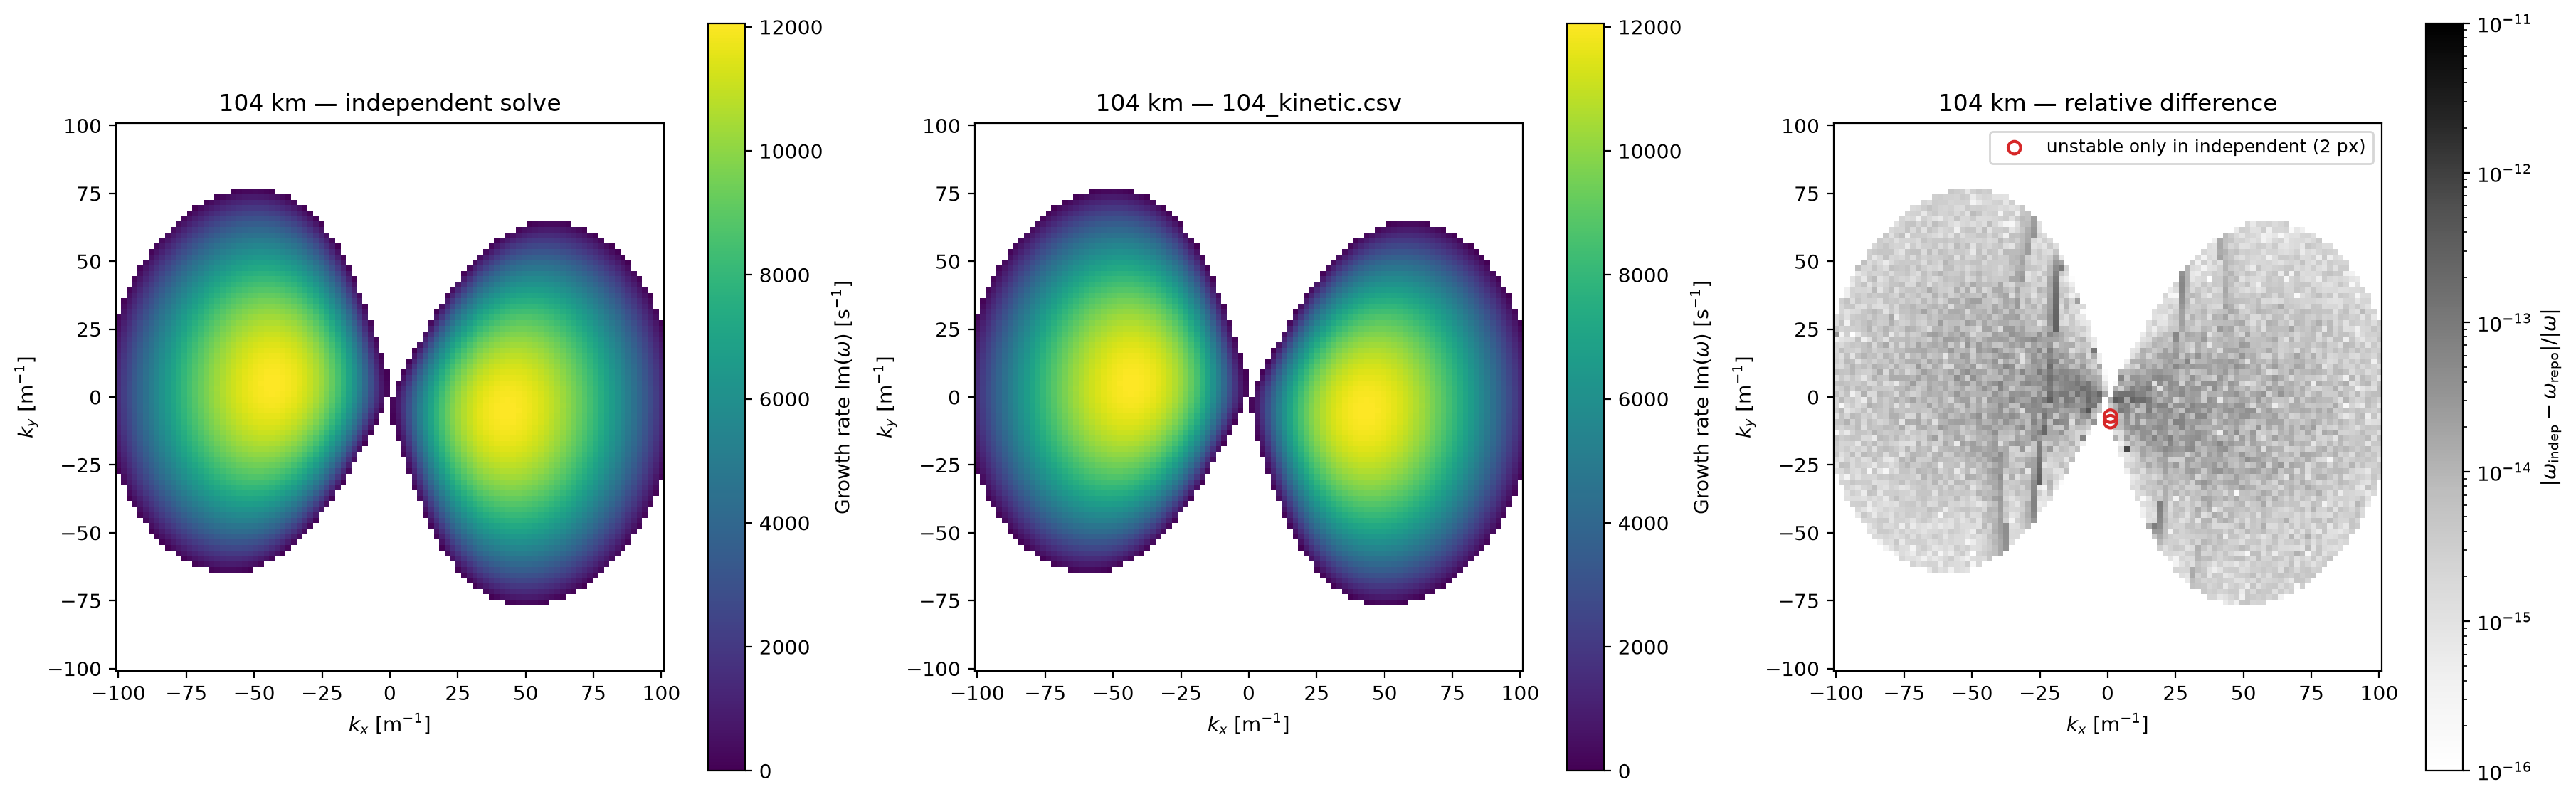 104 km — independent solve
100
75
50
25
0
−25
−50
−75
−100
−100 −75 −50 −25 0 25 50 75 100
k_x [m⁻¹]
k_y [m⁻¹]
12000
10000
8000
6000
4000
2000
0
Growth rate Im(ω) [s⁻¹]
104 km — 104_kinetic.csv
100
75
50
25
0
−25
−50
−75
−100
−100 −75 −50 −25 0 25 50 75 100
k_x [m⁻¹]
k_y [m⁻¹]
12000
10000
8000
6000
4000
2000
0
Growth rate Im(ω) [s⁻¹]
104 km — relative difference
unstable only in independent (2 px)
100
75
50
25
0
−25
−50
−75
−100
−100 −75 −50 −25 0 25 50 75 100
k_x [m⁻¹]
k_y [m⁻¹]
10⁻¹¹
10⁻¹²
10⁻¹³
10⁻¹⁴
10⁻¹⁵
10⁻¹⁶
|ω_indep − ω_repo|/|ω|